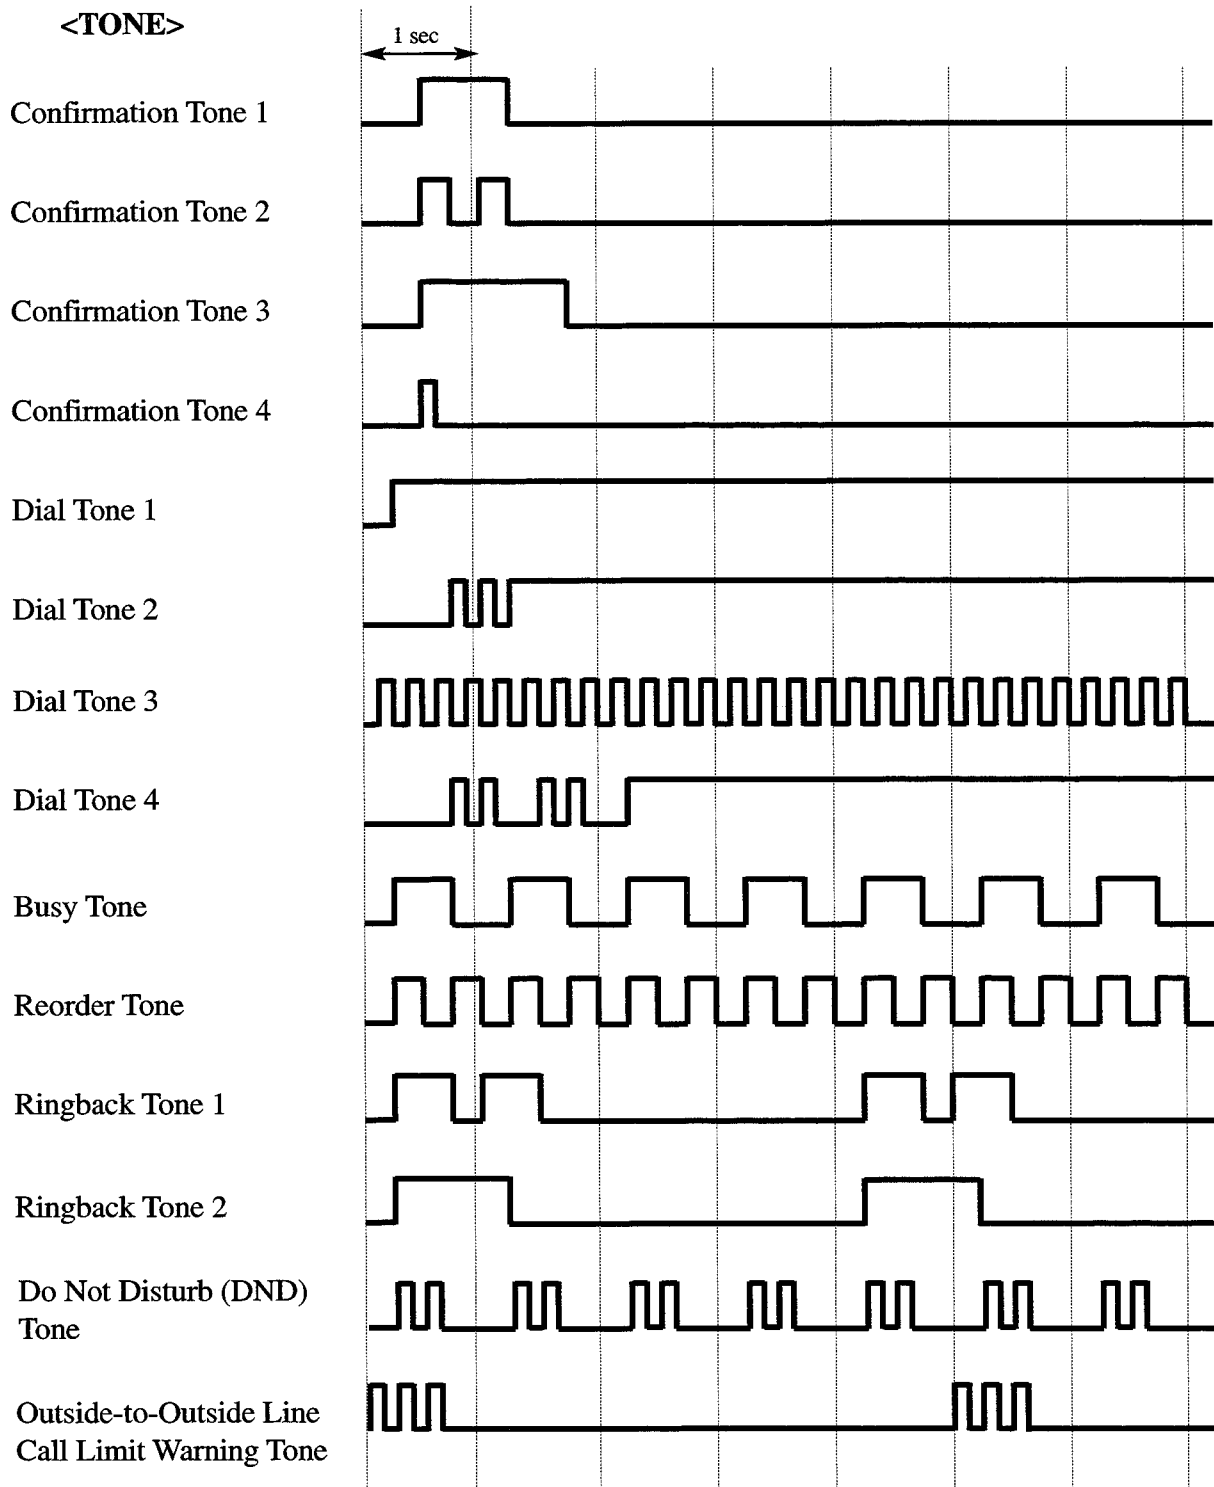 <TONE>
1 sec
Confirmation Tone 1
Confirmation Tone 2
Confirmation Tone 3
Confirmation Tone 4
Dial Tone 1
Dial Tone 2
Dial Tone 3
Dial Tone 4
Busy Tone
Reorder Tone
Ringback Tone 1
Ringback Tone 2
Do Not Disturb (DND)
Tone
Outside-to-Outside Line
Call Limit Warning Tone